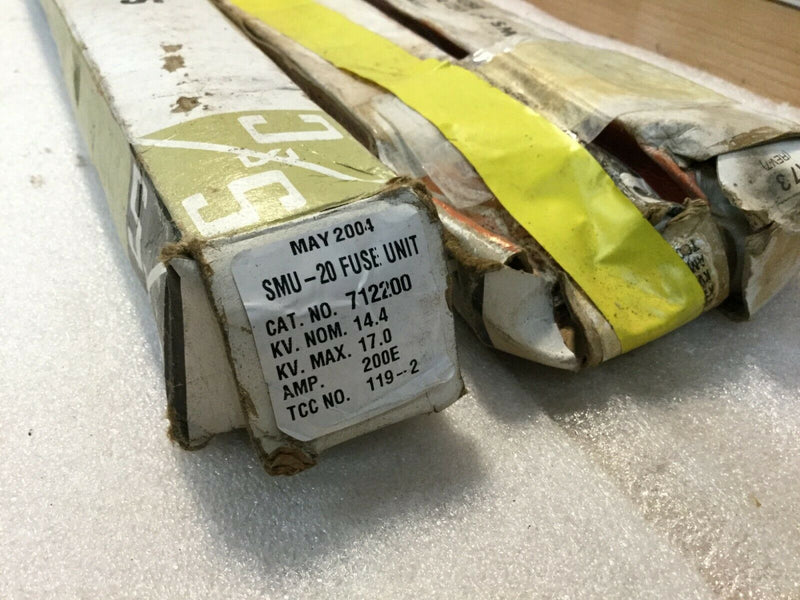 S&C
MAY 2004
SMU-20 FUSE UNIT
CAT. NO. 712200
KV. NOM. 14.4
KV. MAX. 17.0
AMP. 200E
TCC NO. 119-2